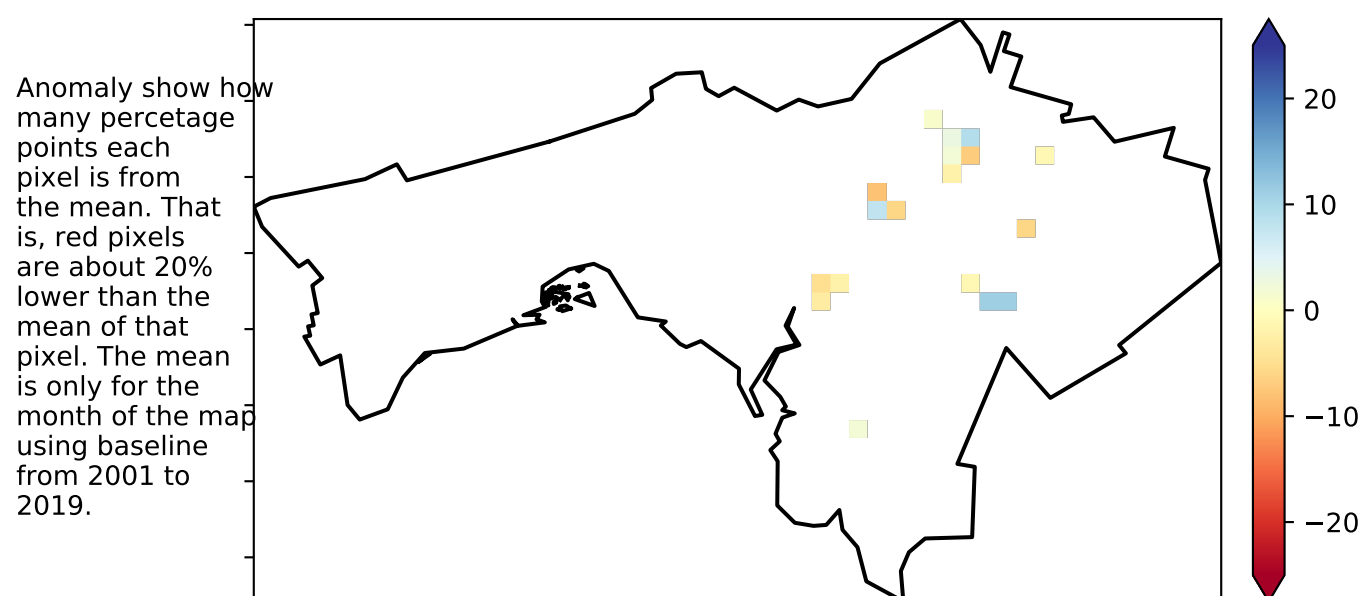 Anomaly show how
many percetage
points each
pixel is from
the mean. That
is, red pixels
are about 20%
lower than the
mean of that
pixel. The mean
is only for the
month of the map
using baseline
from 2001 to
2019.
20
10
0
−10
−20